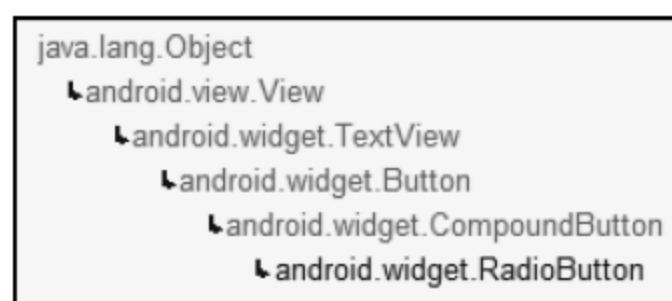 java.lang.Object
android.view.View
android.widget.TextView
android.widget.Button
android.widget.CompoundButton
android.widget.RadioButton